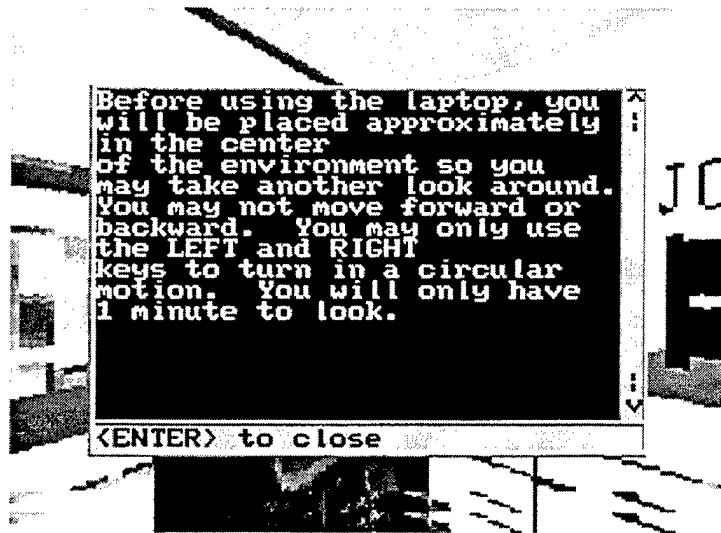 Before using the laptop, you
will be placed approximately
in the center
of the environment so you
may take another look around.
You may not move forward or
backward. You may only use
the LEFT and RIGHT
keys to turn in a circular
motion. You will only have
1 minute to look.
<ENTER> to close